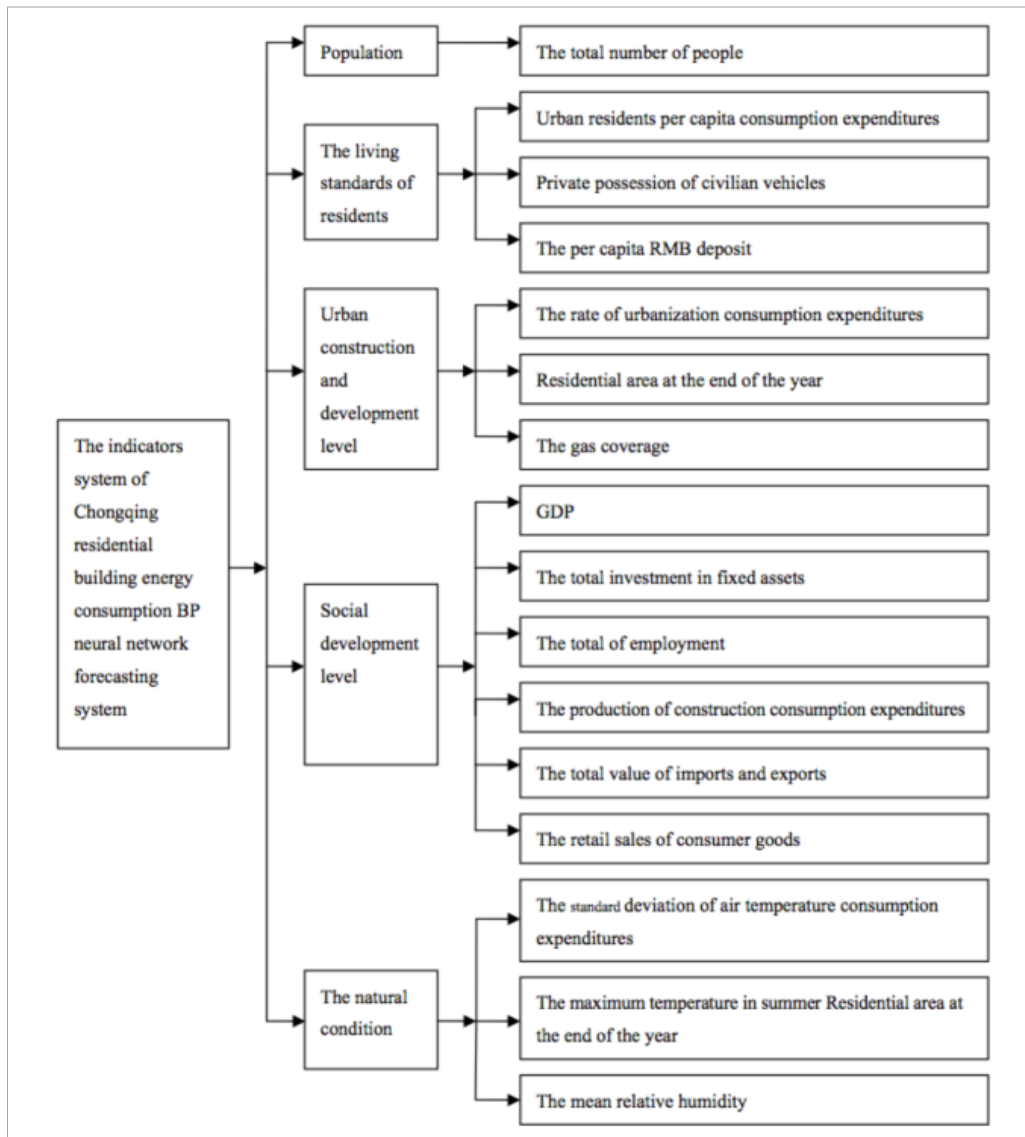 Population
The total number of people
The living
standards of
residents
Urban residents per capita consumption expenditures
Private possession of civilian vehicles
The per capita RMB deposit
Urban
construction
and
development
level
The rate of urbanization consumption expenditures
Residential area at the end of the year
The gas coverage
The indicators
system of
Chongqing
residential
building energy
consumption BP
neural network
forecasting
system
Social
development
level
GDP
The total investment in fixed assets
The total of employment
The production of construction consumption expenditures
The total value of imports and exports
The retail sales of consumer goods
The natural
condition
The standard deviation of air temperature consumption
expenditures
The maximum temperature in summer Residential area at
the end of the year
The mean relative humidity